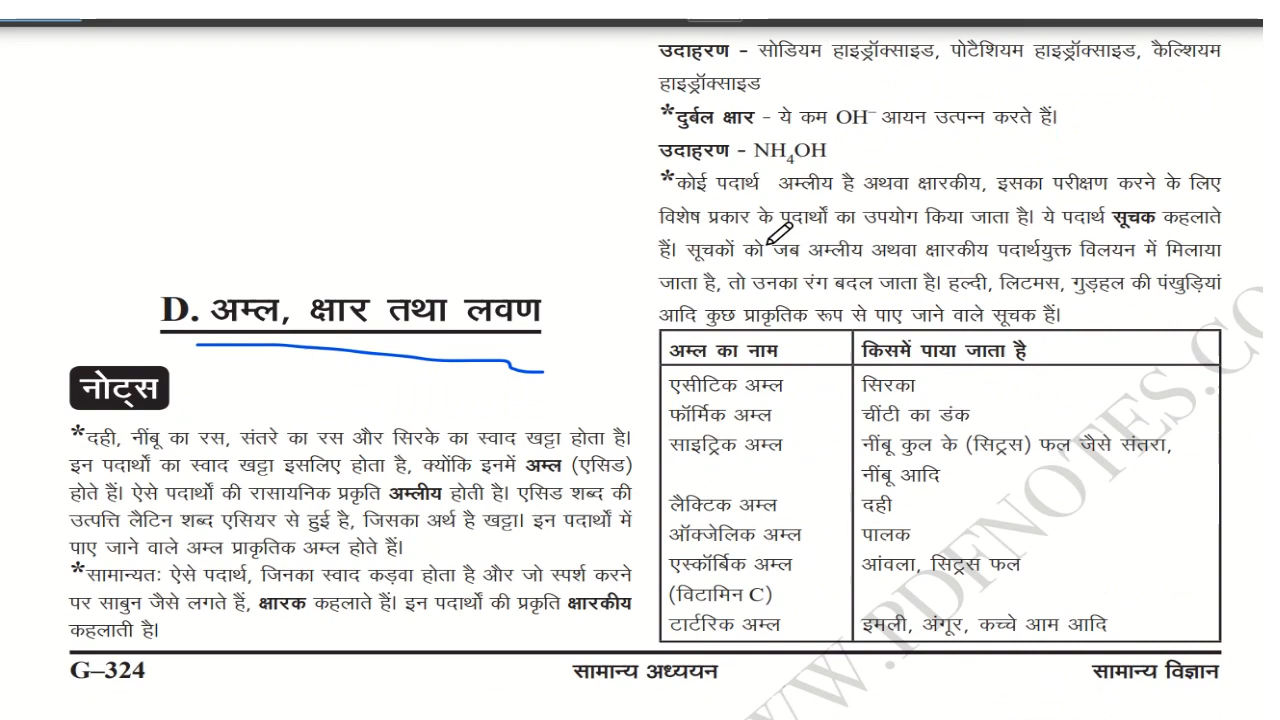 D. अम्ल, क्षार तथा लवण
नोट्स
*दही, नींबू का रस, संतरे का रस और सिरके का स्वाद खट्टा होता है।
इन पदार्थों का स्वाद खट्टा इसलिए होता है, क्योंकि इनमें अम्ल (एसिड)
होते हैं। ऐसे पदार्थों की रासायनिक प्रकृति अम्लीय होती है। एसिड शब्द की
उत्पत्ति लैटिन शब्द एसियर से हुई है, जिसका अर्थ है खट्टा। इन पदार्थों में
पाए जाने वाले अम्ल प्राकृतिक अम्ल होते हैं।
*सामान्यतः ऐसे पदार्थ, जिनका स्वाद कड़वा होता है और जो स्पर्श करने
पर साबुन जैसे लगते हैं, क्षारक कहलाते हैं। इन पदार्थों की प्रकृति क्षारकीय
कहलाती है।
उदाहरण - सोडियम हाइड्रॉक्साइड, पोटैशियम हाइड्रॉक्साइड, कैल्शियम
हाइड्रॉक्साइड
*दुर्बल क्षार - ये कम OH⁻ आयन उत्पन्न करते हैं।
उदाहरण - NH₄OH
*कोई पदार्थ अम्लीय है अथवा क्षारकीय, इसका परीक्षण करने के लिए
विशेष प्रकार के पदार्थों का उपयोग किया जाता है। ये पदार्थ सूचक कहलाते
हैं। सूचकों को जब अम्लीय अथवा क्षारकीय पदार्थयुक्त विलयन में मिलाया
जाता है, तो उनका रंग बदल जाता है। हल्दी, लिटमस, गुड़हल की पंखुड़ियां
आदि कुछ प्राकृतिक रूप से पाए जाने वाले सूचक हैं।
अम्ल का नाम किसमें पाया जाता है
एसीटिक अम्ल सिरका
फॉर्मिक अम्ल चींटी का डंक
साइट्रिक अम्ल नींबू कुल के (सिट्रस) फल जैसे संतरा,
नींबू आदि
लैक्टिक अम्ल दही
ऑक्जेलिक अम्ल पालक
एस्कॉर्बिक अम्ल आंवला, सिट्रस फल
(विटामिन C)
टार्टरिक अम्ल इमली, अंगूर, कच्चे आम आदि
G–324 सामान्य अध्ययन सामान्य विज्ञान
WWW.PDFNOTES.CO